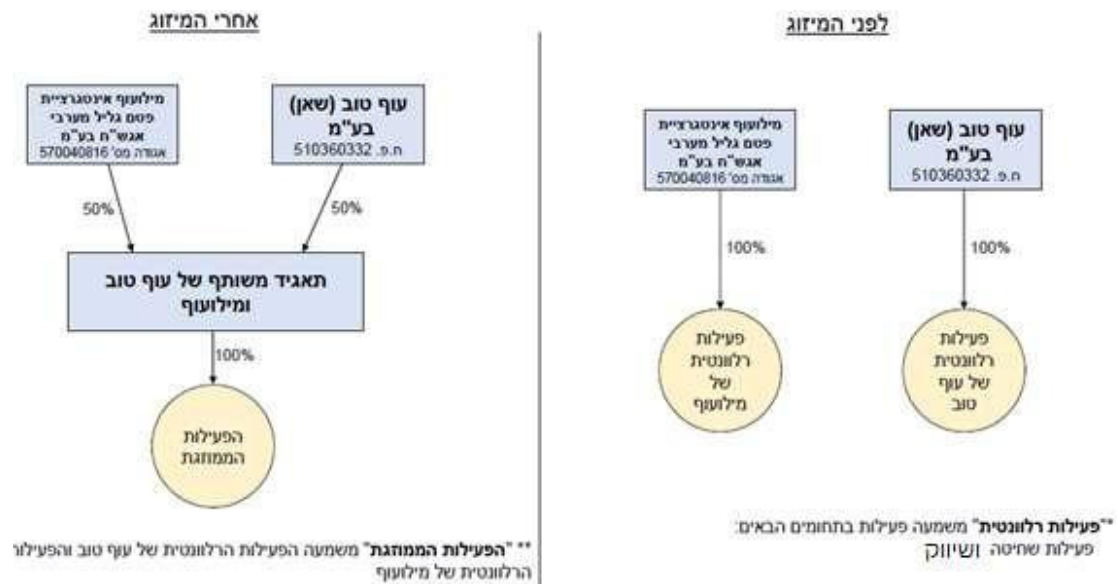 לפני המיזוג
עוף טוב (שאן)
בע"מ
ח.פ. 510360332
מילועוף אינטגרציית
פטם גליל מערבי
אגש"ח בע"מ
אגודה מס' 570040816
100%
100%
פעילות
רלוונטית
של עוף
טוב
פעילות
רלוונטית
של
מילועוף
*"פעילות רלוונטית" משמעה פעילות בתחומים הבאים:
פעילות שחיטה ושיווק
אחרי המיזוג
עוף טוב (שאן)
בע"מ
ח.פ. 510360332
מילועוף אינטגרציית
פטם גליל מערבי
אגש"ח בע"מ
אגודה מס' 570040816
50%
50%
תאגיד משותף של עוף טוב
ומילועוף
100%
הפעילות
הממוזגת
** "הפעילות הממוזגת" משמעה הפעילות הרלוונטית של עוף טוב והפעילות
הרלוונטית של מילועוף